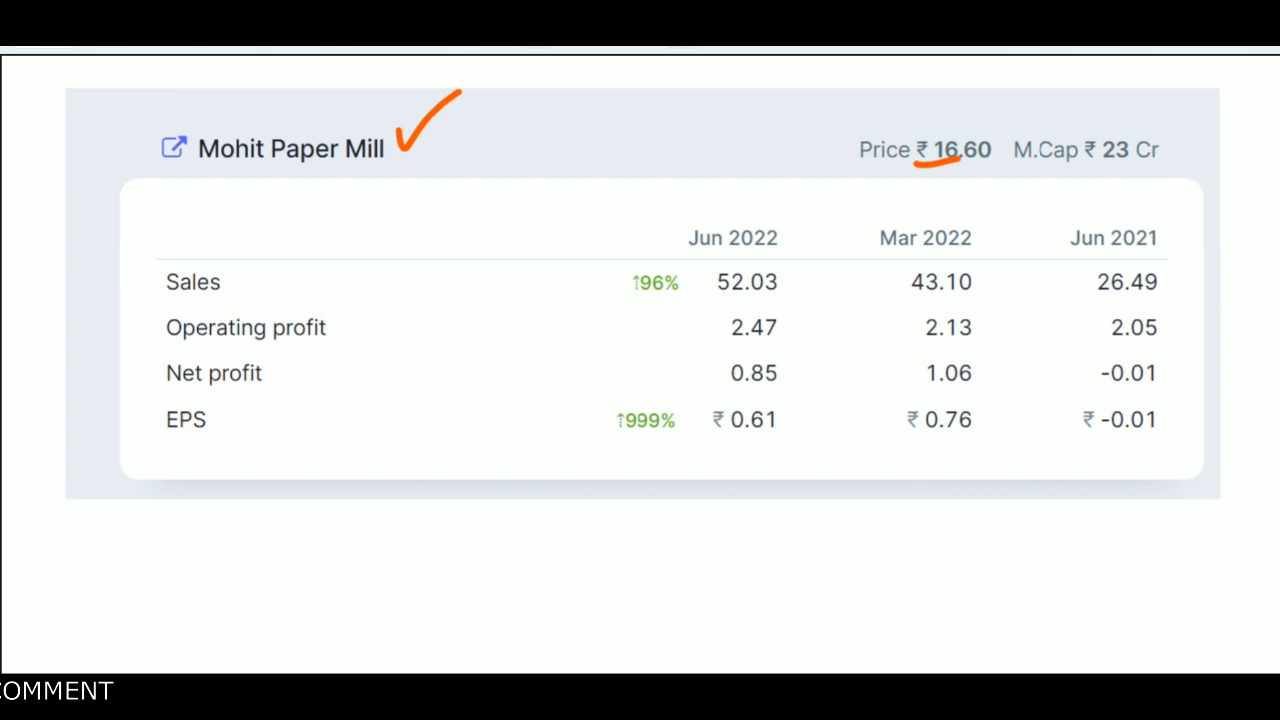 Mohit Paper Mill Price ₹ 16.60 M.Cap ₹ 23 Cr
Jun 2022 Mar 2022 Jun 2021
Sales ↑96% 52.03 43.10 26.49
Operating profit 2.47 2.13 2.05
Net profit 0.85 1.06 -0.01
EPS ↑999% ₹ 0.61 ₹ 0.76 ₹ -0.01
COMMENT